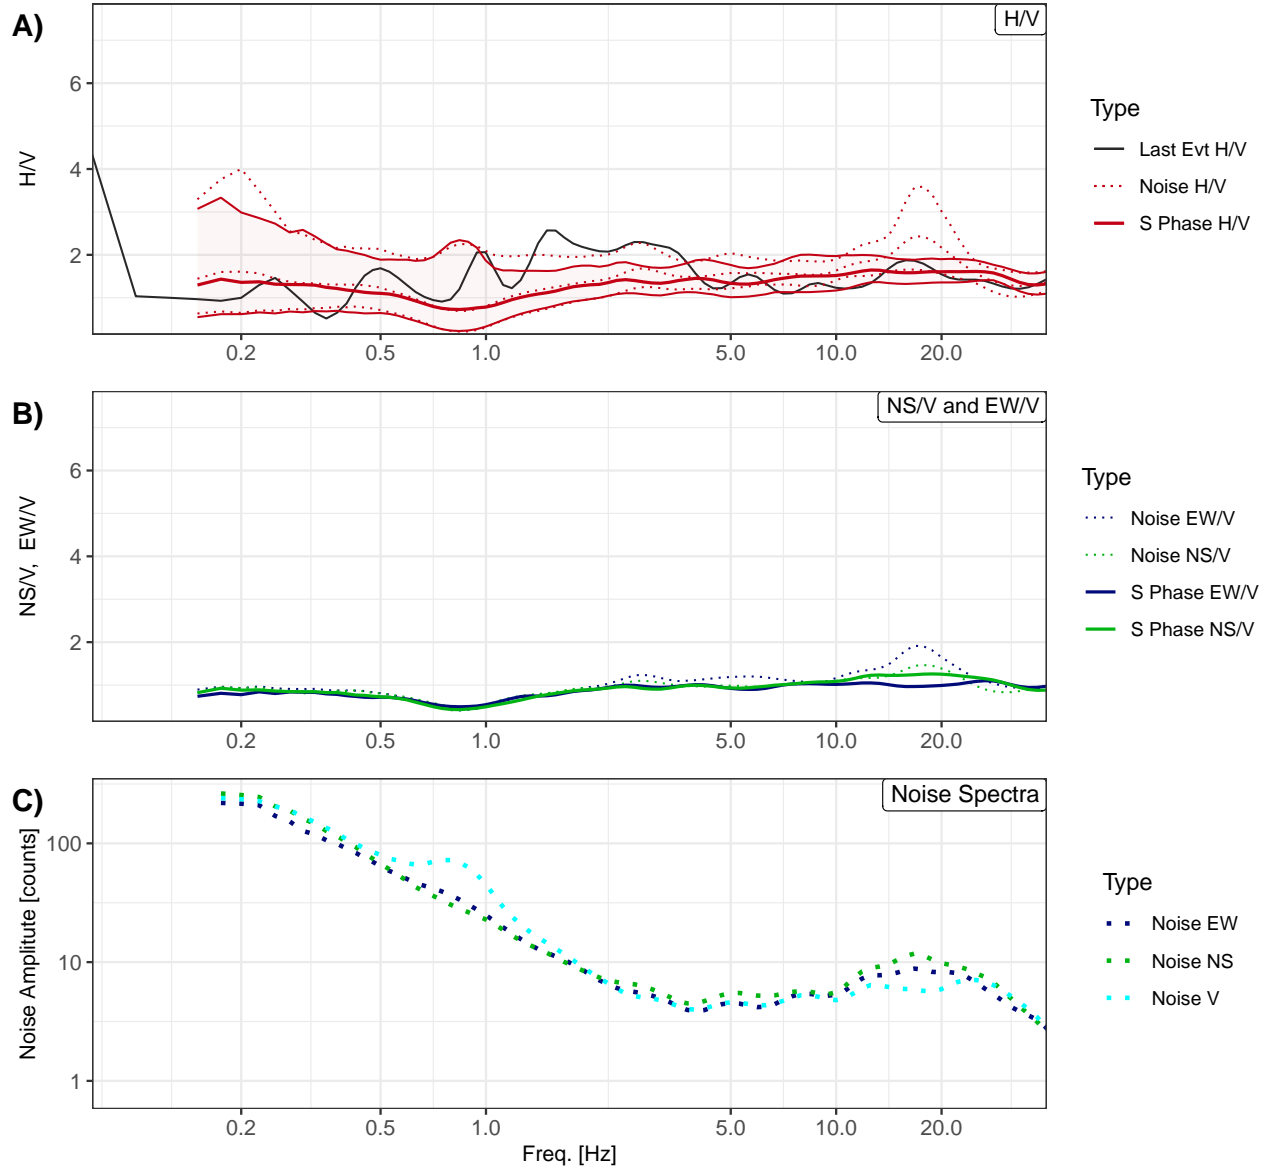 A)
H/V
6
4
2
H/V
0.2 0.5 1.0 5.0 10.0 20.0
Type
Last Evt H/V
Noise H/V
S Phase H/V
B)
NS/V and EW/V
6
4
2
NS/V, EW/V
0.2 0.5 1.0 5.0 10.0 20.0
Type
Noise EW/V
Noise NS/V
S Phase EW/V
S Phase NS/V
C)
Noise Spectra
100
10
1
Noise Amplitute [counts]
0.2 0.5 1.0 5.0 10.0 20.0
Freq. [Hz]
Type
Noise EW
Noise NS
Noise V